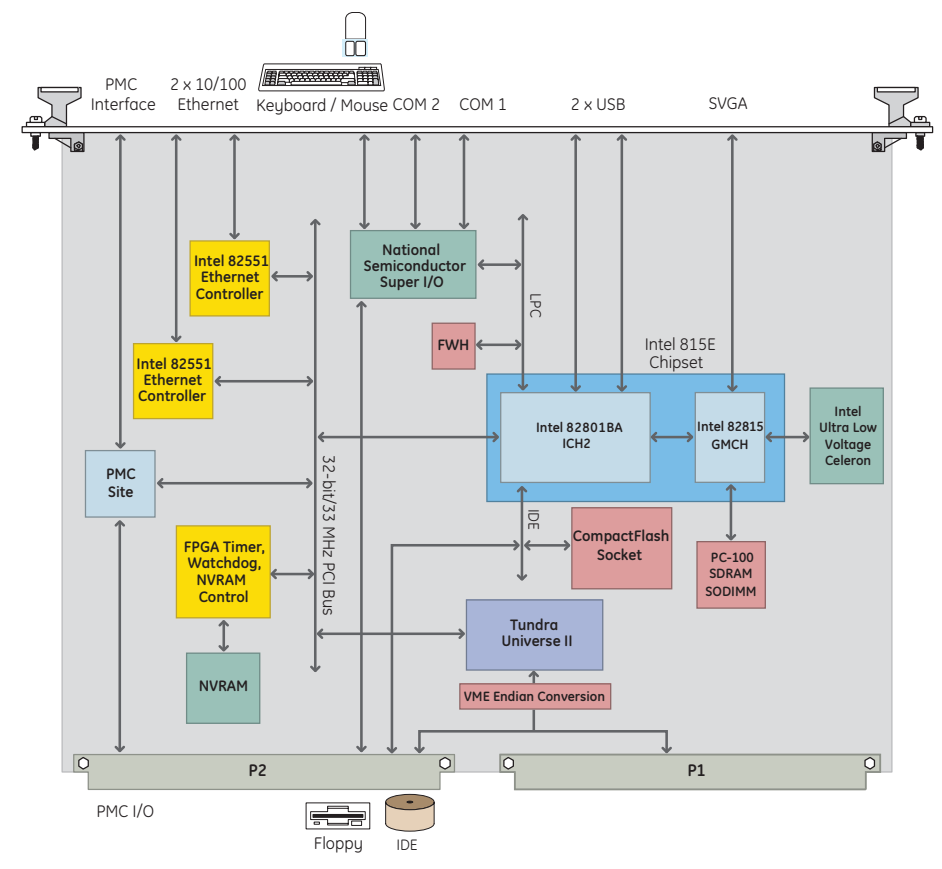 PMC
Interface
2 x 10/100
Ethernet
Keyboard / Mouse
COM 2
COM 1
2 x USB
SVGA
Intel 82551
Ethernet
Controller
National
Semiconductor
Super I/O
LPC
FWH
Intel 815E
Chipset
Intel 82551
Ethernet
Controller
Intel 82801BA
ICH2
Intel 82815
GMCH
Intel
Ultra Low
Voltage
Celeron
PMC
Site
32-bit/33 MHz PCI Bus
IDE
CompactFlash
Socket
PC-100
SDRAM
SODIMM
FPGA Timer,
Watchdog,
NVRAM
Control
Tundra
Universe II
NVRAM
VME Endian Conversion
P2
P1
PMC I/O
Floppy
IDE